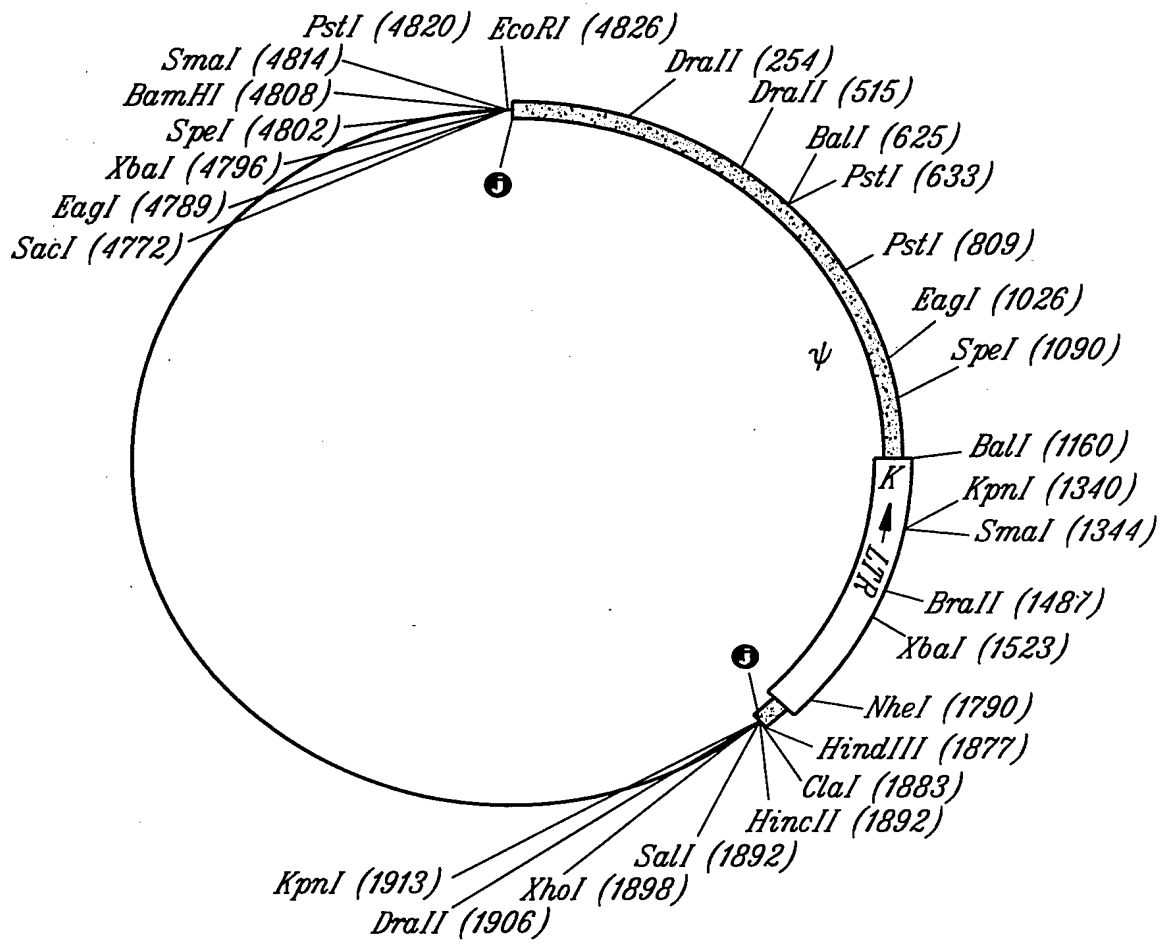 PstI (4820) EcoRI (4826)
SmaI (4814)
BamHI (4808)
SpeI (4802)
XbaI (4796)
EagI (4789)
SacI (4772)
DraII (254)
DraII (515)
BalI (625)
PstI (633)
PstI (809)
EagI (1026)
SpeI (1090)
BalI (1160)
KpnI (1340)
SmaI (1344)
BraII (1487)
XbaI (1523)
NheI (1790)
HindIII (1877)
ClaI (1883)
HincII (1892)
SalI (1892)
XhoI (1898)
DraII (1906)
KpnI (1913)
j
ψ
K
LTR
j